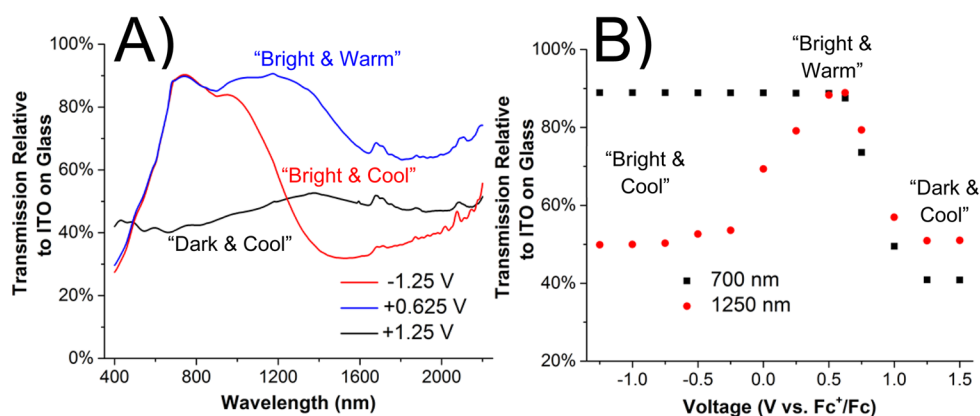 A)
100%
80%
60%
40%
20%
0%
Transmission Relative
to ITO on Glass
"Bright & Warm"
"Bright & Cool"
"Dark & Cool"
-1.25 V
+0.625 V
+1.25 V
400
800
1200
1600
2000
Wavelength (nm)
B)
100%
80%
60%
40%
20%
Transmission Relative
to ITO on Glass
"Bright &
Warm"
"Bright &
Cool"
"Dark &
Cool"
700 nm
1250 nm
-1.0
-0.5
0.0
0.5
1.0
1.5
Voltage (V vs. Fc⁺/Fc)